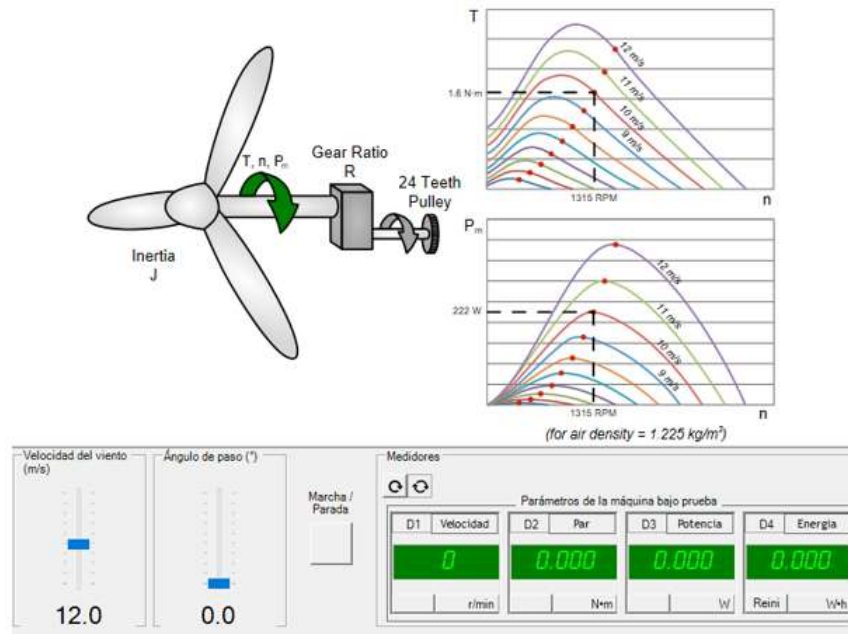 T
12 m/s
11 m/s
1.6 N·m
10 m/s
9 m/s
1315 RPM
n
T, n, Pm
Gear Ratio
R
24 Teeth
Pulley
Inertia
J
Pm
12 m/s
11 m/s
222 W
10 m/s
9 m/s
1315 RPM
n
(for air density = 1.225 kg/m³)
Velocidad del viento
(m/s)
12.0
Ángulo de paso (°)
0.0
Marcha /
Parada
Medidores
Parámetros de la máquina bajo prueba
D1 Velocidad
0
r/min
D2 Par
0.000
N•m
D3 Potencia
0.000
W
D4 Energía
0.000
Reini W•h